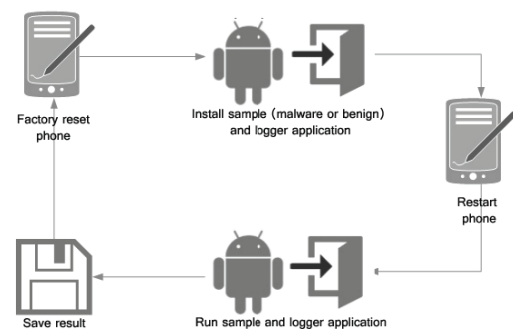 Factory reset
phone
Install sample (malware or benign)
and logger application
Restart
phone
Save result
Run sample and logger application